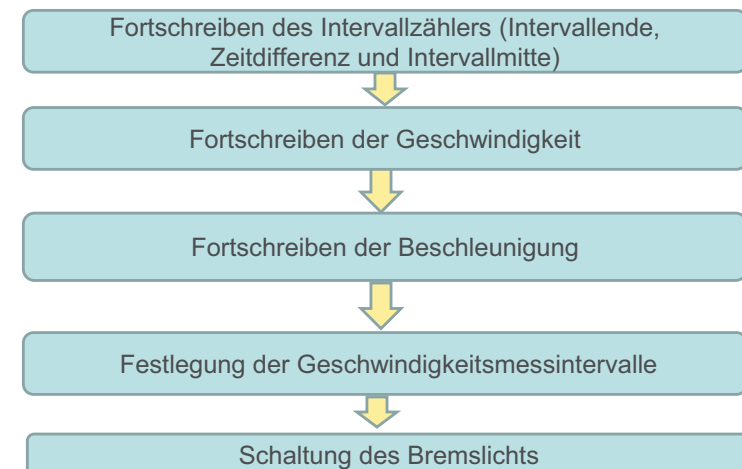 Fortschreiben des Intervallzählers (Intervallende,
Zeitdifferenz und Intervallmitte)
Fortschreiben der Geschwindigkeit
Fortschreiben der Beschleunigung
Festlegung der Geschwindigkeitsmessintervalle
Schaltung des Bremslichts